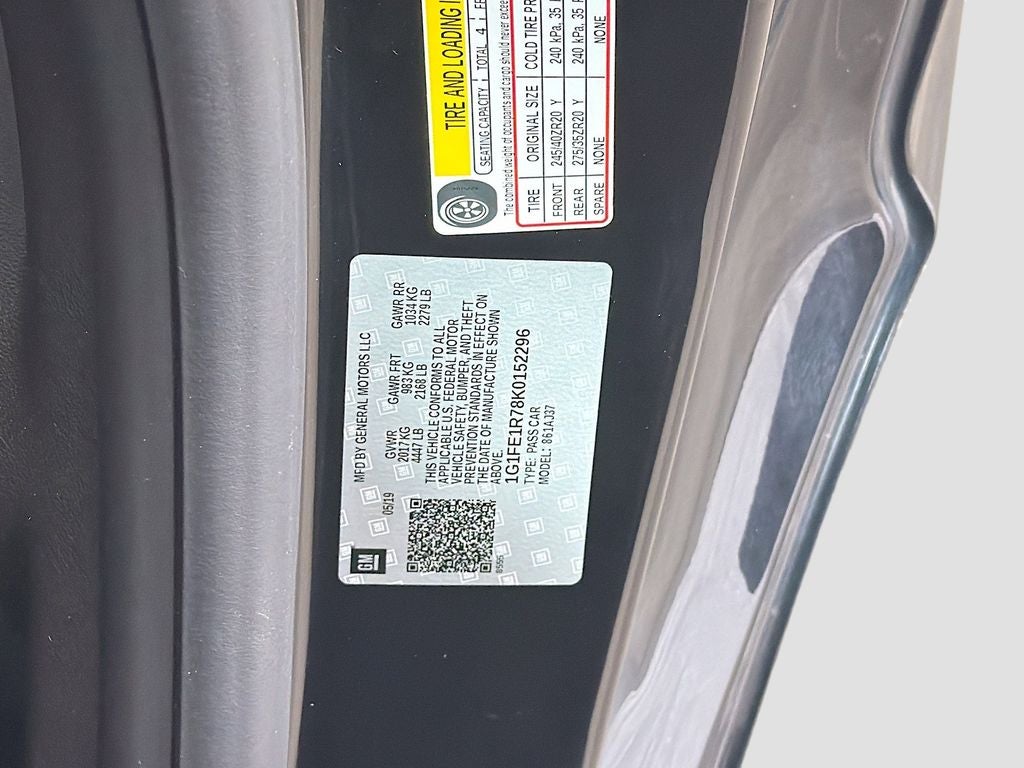 TIRE AND LOADING
SEATING CAPACITY TOTAL 4
The combined weight of occupants and cargo should never exceed
TIRE ORIGINAL SIZE COLD TIRE
FRONT 245/40ZR20 Y 240 kPa, 35
REAR 275/35ZR20 Y 240 kPa, 35
SPARE NONE NONE
GM
MFD BY GENERAL MOTORS LLC
05/19
GVWR GAWR FRT GAWR RR
2017 KG 983 KG 1034 KG
4447 LB 2168 LB 2279 LB
THIS VEHICLE CONFORMS TO ALL
APPLICABLE U.S. FEDERAL MOTOR
VEHICLE SAFETY, BUMPER, AND THEFT
PREVENTION STANDARDS IN EFFECT ON
THE DATE OF MANUFACTURE SHOWN
ABOVE.
1G1FE1R78K0152296
TYPE: PASS CAR
MODEL: 861AJ37